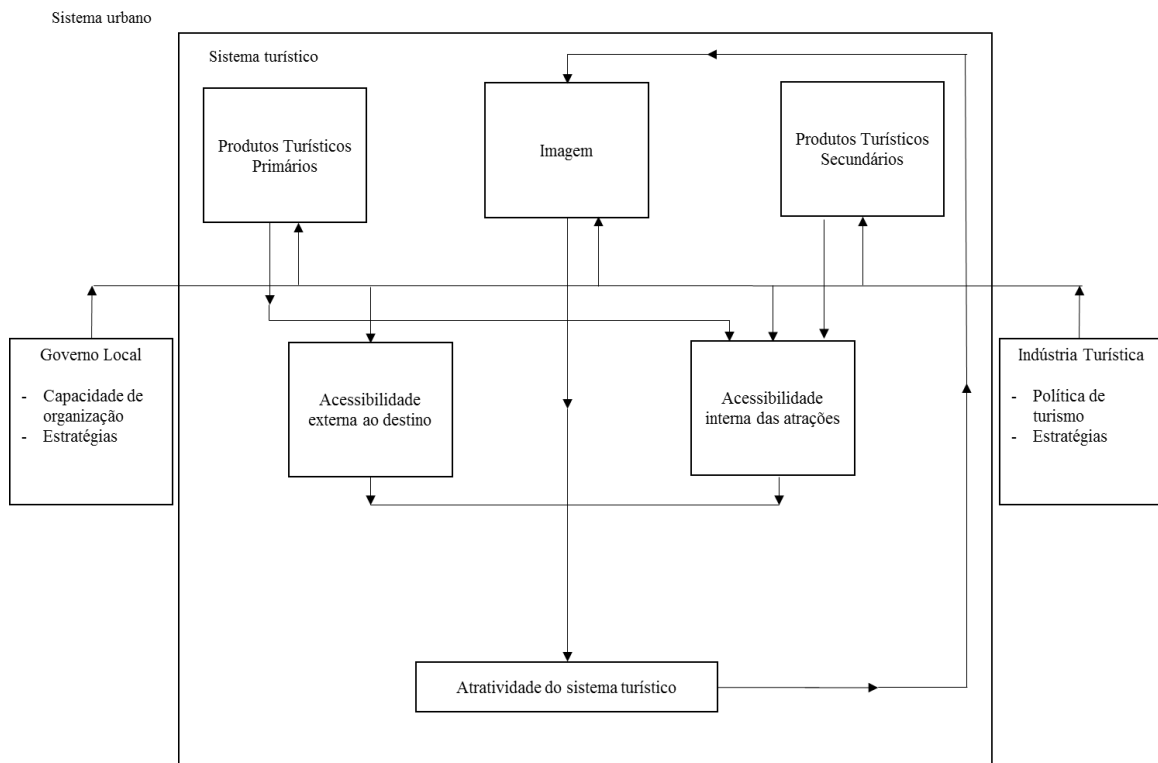 Sistema urbano
Sistema turístico
Produtos Turísticos
Primários
Imagem
Produtos Turísticos
Secundários
Governo Local
- Capacidade de
organização
- Estratégias
Acessibilidade
externa ao destino
Acessibilidade
interna das atrações
Indústria Turística
- Política de
turismo
- Estratégias
Atratividade do sistema turístico